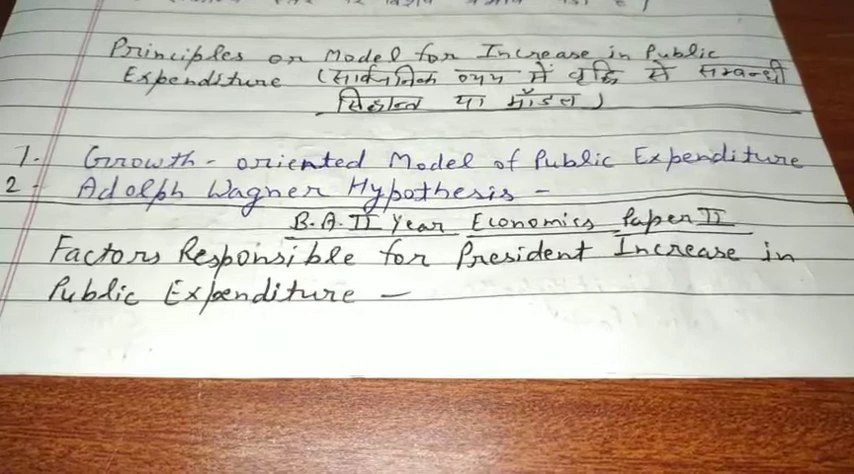 Principles or Model for Increase in Public
Expenditure (सार्वजनिक व्यय में वृद्धि से सम्बन्धी
सिद्धान्त या मॉडल)
1. Growth-oriented Model of Public Expenditure
2- Adolph Wagner Hypothesis -
B.A. II Year Economics Paper II
Factors Responsible for President Increase in
Public Expenditure -